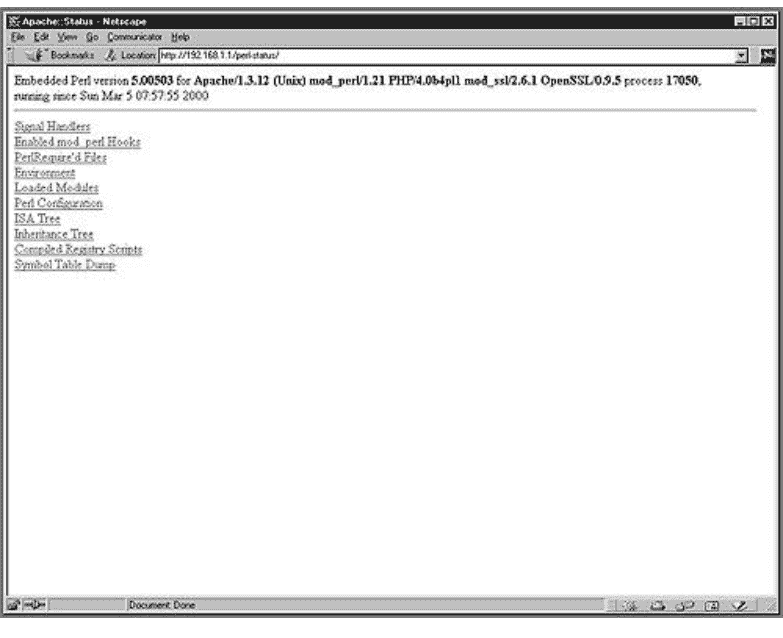 Apache::Status - Netscape
File Edit View Go Communicator Help
Bookmarks Location: http://192.168.1.1/perl-status/
Embedded Perl version 5.00503 for Apache/1.3.12 (Unix) mod_perl/1.21 PHP/4.0b4pl1 mod_ssl/2.6.1 OpenSSL/0.9.5 process 17050,
running since Sun Mar 5 07:57:55 2000
Signal Handlers
Enabled mod_perl Hooks
PerlRequire'd Files
Environment
Loaded Modules
Perl Configuration
ISA Tree
Inheritance Tree
Compiled Registry Scripts
Symbol Table Dump
Document: Done